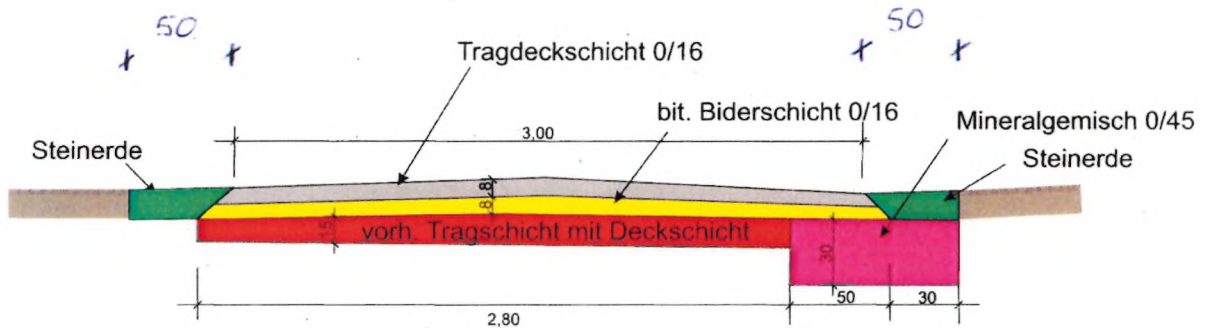 50
50
Tragdeckschicht 0/16
bit. Biderschicht 0/16
Mineralgemisch 0/45
Steinerde
Steinerde
3,00
8
8
15
vorh. Tragschicht mit Deckschicht
30
50
30
2,80